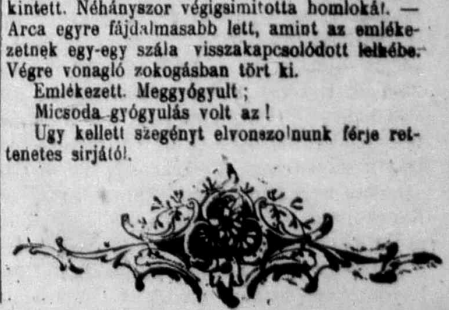 kintett. Néhányszor végigsimitotta homlokát. —
Arca egyre fájdalmasabb lett, amint az emléke-
zetnek egy-egy szála visszakapcsolódott lelkébe.
Végre vonagló zokogásban tört ki.
Emlékezett. Meggyógyult;
Micsoda gyógyulás volt az!
Ugy kellett szegényt elvonszolnunk férje ret-
tenetes sirjától.